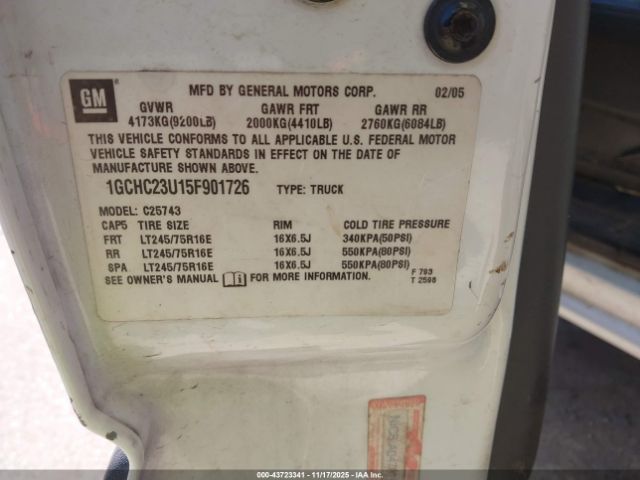 GM
MFD BY GENERAL MOTORS CORP. 02/05
GVWR GAWR FRT GAWR RR
4173KG(9200LB) 2000KG(4410LB) 2760KG(6084LB)
THIS VEHICLE CONFORMS TO ALL APPLICABLE U.S. FEDERAL MOTOR
VEHICLE SAFETY STANDARDS IN EFFECT ON THE DATE OF
MANUFACTURE SHOWN ABOVE.
1GCHC23U15F901726 TYPE: TRUCK
MODEL: C25743
CAP5 TIRE SIZE RIM COLD TIRE PRESSURE
FRT LT245/75R16E 16X6.5J 340KPA(50PSI)
RR LT245/75R16E 16X6.5J 550KPA(80PSI)
SPA LT245/75R16E 16X6.5J 550KPA(80PSI)
SEE OWNER'S MANUAL FOR MORE INFORMATION.
F 793
T 2598
00-43723341 — 11/17/2025 — IAAI.com